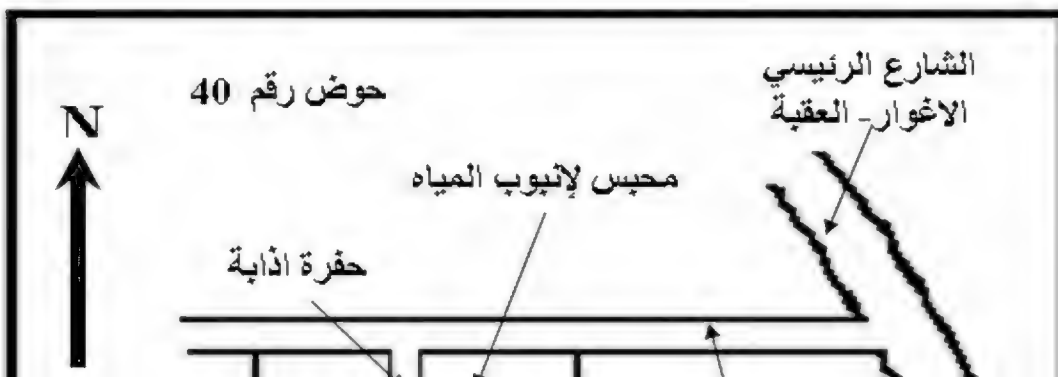 الشارع الرئيسي
الاغوار- العقبة
حوض رقم 40
N
محبس لإنبوب المياه
حفرة اذابة